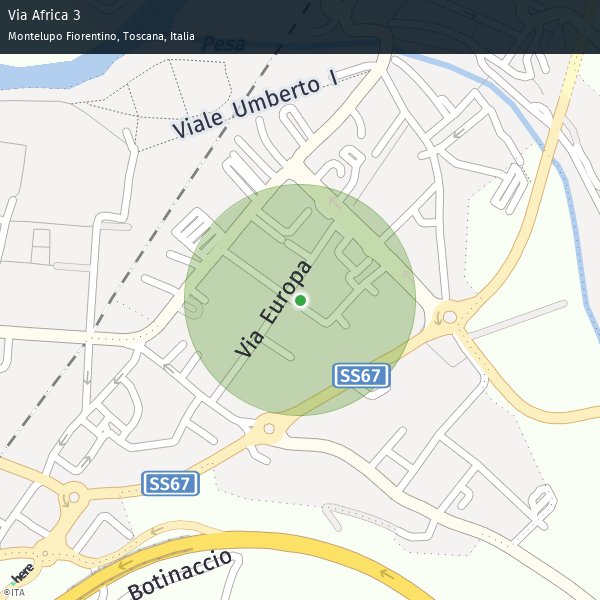 Via Africa 3
Montelupo Fiorentino, Toscana, Italia
Pesa
Viale Umberto I
Via Europa
SS67
SS67
Botinaccio
here
©ITA